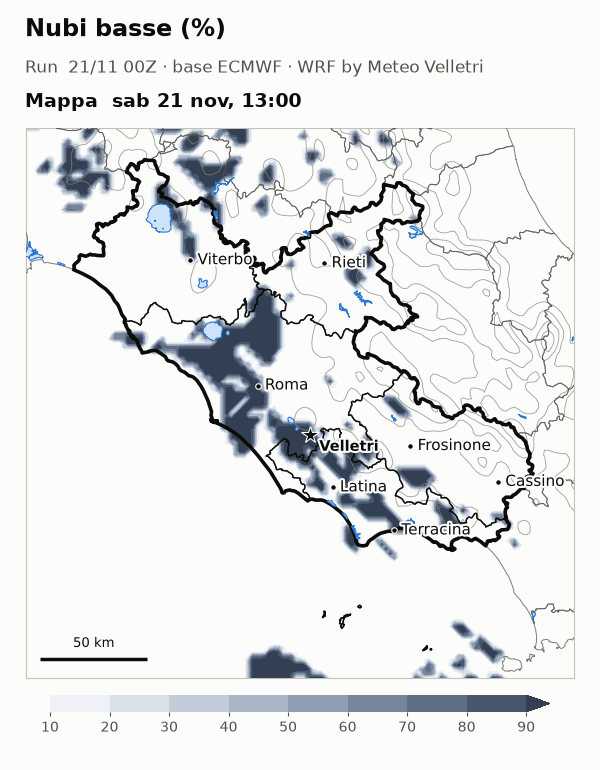 Nubi basse (%)
Run  21/11 00Z · base ECMWF · WRF by Meteo Velletri
Mappa  sab 21 nov, 13:00
Viterbo
Rieti
Roma
Velletri
Frosinone
Cassino
Latina
Terracina
50 km
10 20 30 40 50 60 70 80 90